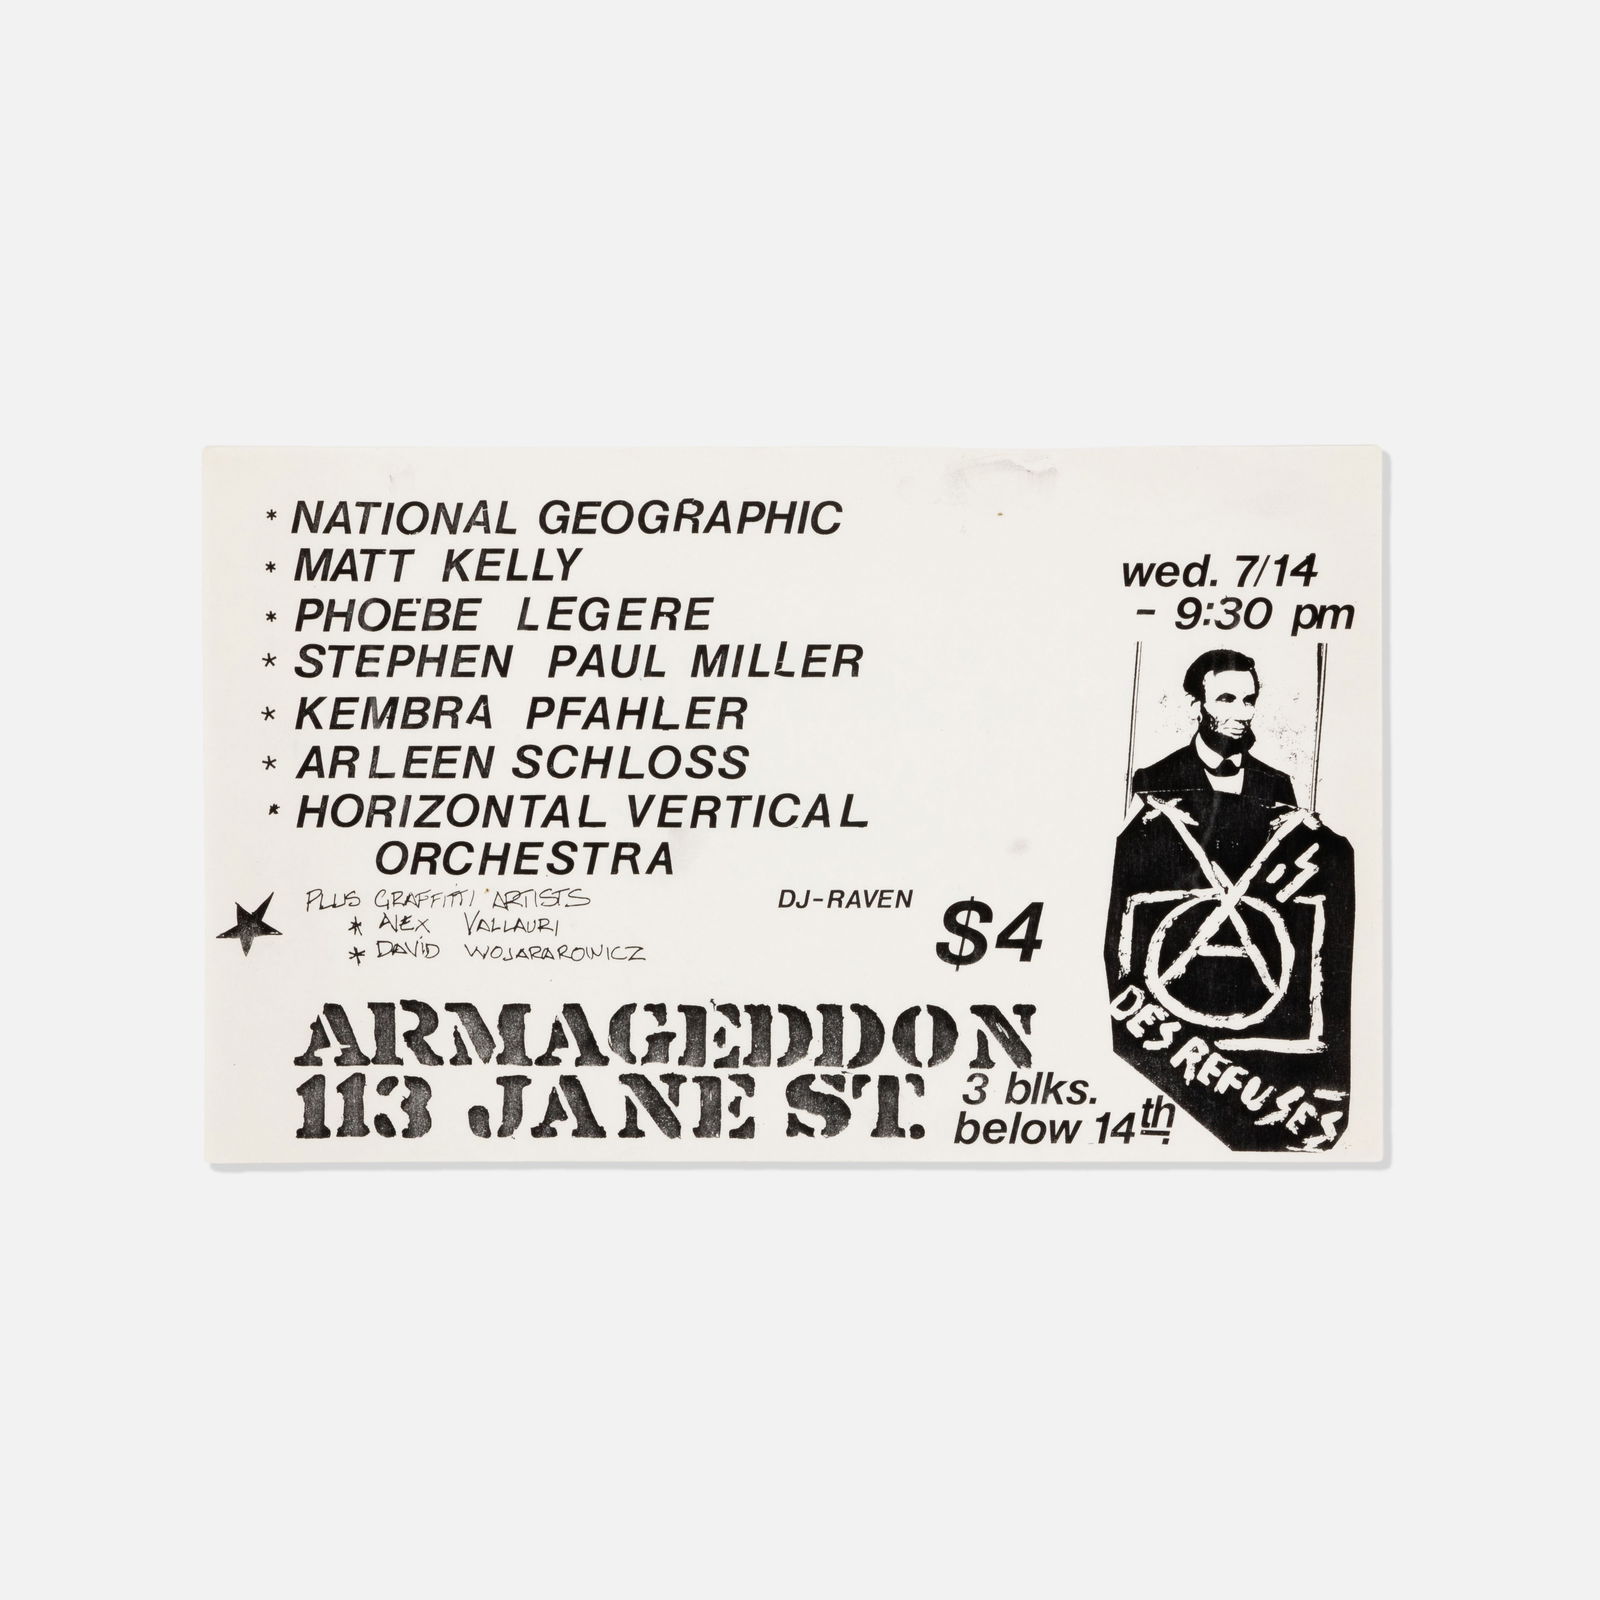 * NATIONAL GEOGRAPHIC
* MATT KELLY
* PHOEBE LEGERE
* STEPHEN PAUL MILLER
* KEMBRA PFAHLER
* ARLEEN SCHLOSS
* HORIZONTAL VERTICAL
ORCHESTRA
PLUS GRAFFITI ARTISTS
* ALEX VALLAURI
* DAVID WOJARAROWICZ
DJ-RAVEN
$4
wed. 7/14
- 9:30 pm
A
DES REFUSÉS
ARMAGEDDON
113 JANE ST.
3 blks.
below 14th.